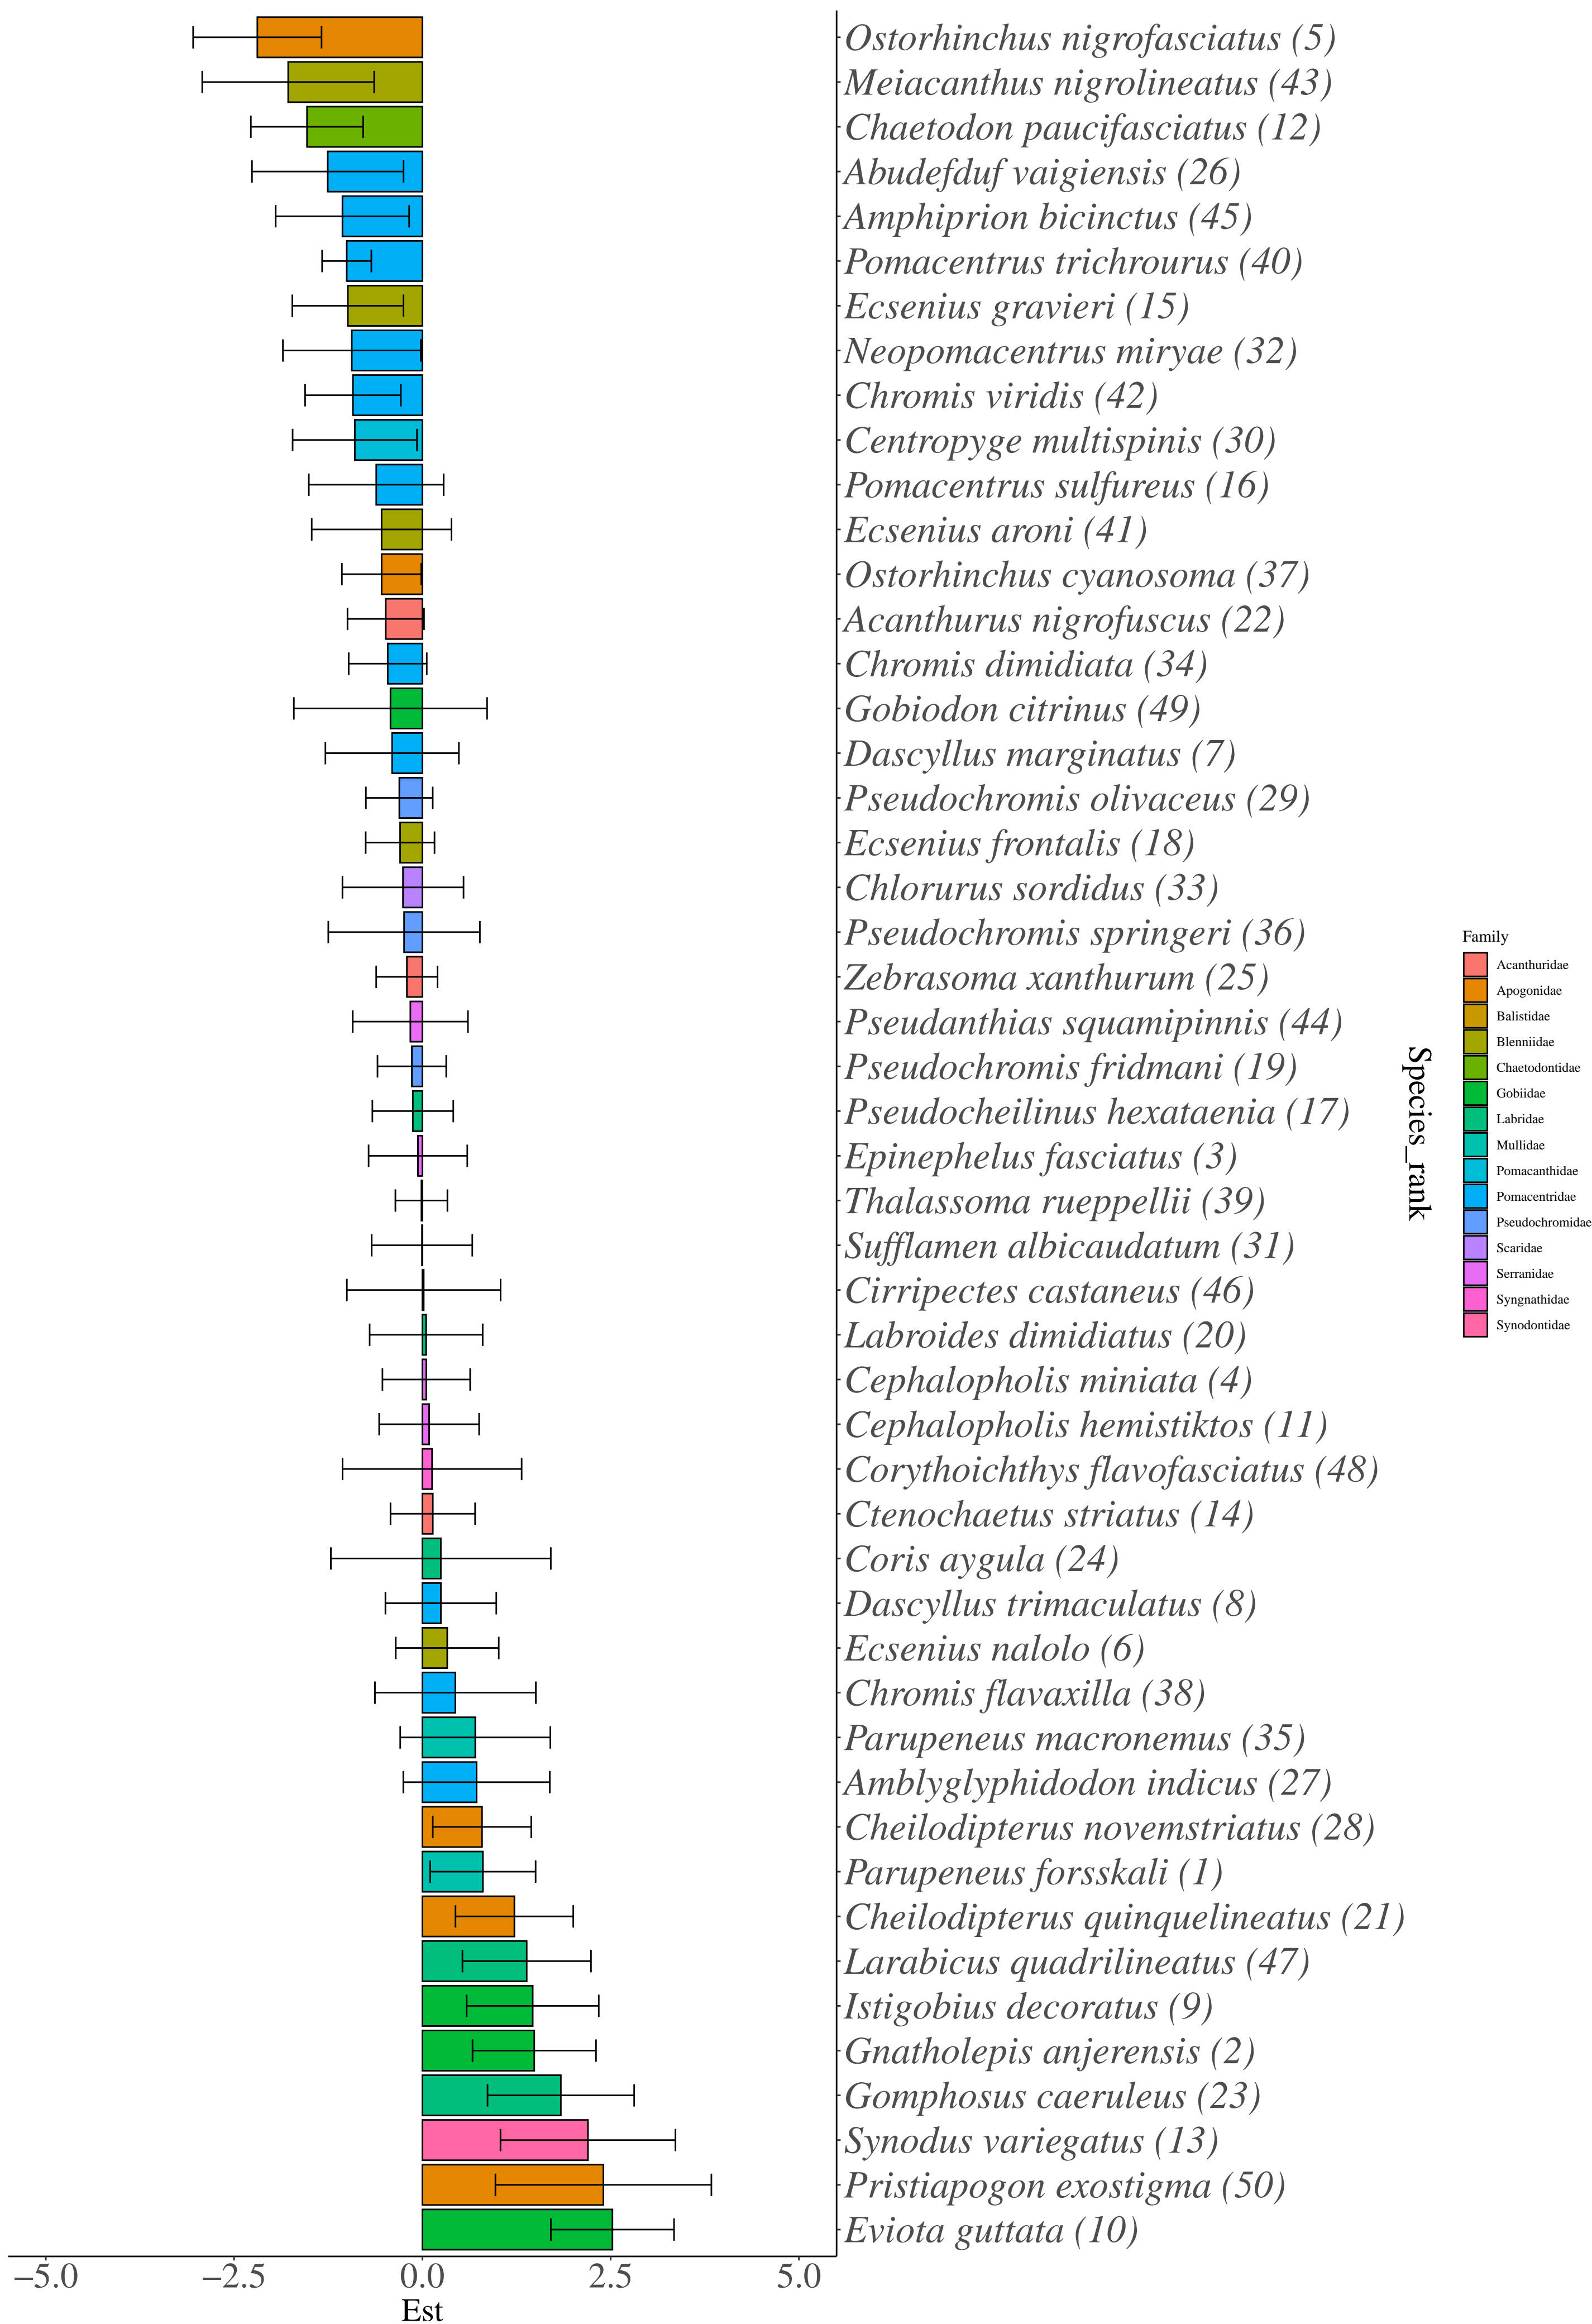 Ostorhinchus nigrofasciatus (5)
Meiacanthus nigrolineatus (43)
Chaetodon paucifasciatus (12)
Abudefduf vaigiensis (26)
Amphiprion bicinctus (45)
Pomacentrus trichrourus (40)
Ecsenius gravieri (15)
Neopomacentrus miryae (32)
Chromis viridis (42)
Centropyge multispinis (30)
Pomacentrus sulfureus (16)
Ecsenius aroni (41)
Ostorhinchus cyanosoma (37)
Acanthurus nigrofuscus (22)
Chromis dimidiata (34)
Gobiodon citrinus (49)
Dascyllus marginatus (7)
Pseudochromis olivaceus (29)
Ecsenius frontalis (18)
Chlorurus sordidus (33)
Pseudochromis springeri (36)
Zebrasoma xanthurum (25)
Pseudanthias squamipinnis (44)
Pseudochromis fridmani (19)
Pseudocheilinus hexataenia (17)
Epinephelus fasciatus (3)
Thalassoma rueppellii (39)
Sufflamen albicaudatum (31)
Cirripectes castaneus (46)
Labroides dimidiatus (20)
Cephalopholis miniata (4)
Cephalopholis hemistiktos (11)
Corythoichthys flavofasciatus (48)
Ctenochaetus striatus (14)
Coris aygula (24)
Dascyllus trimaculatus (8)
Ecsenius nalolo (6)
Chromis flavaxilla (38)
Parupeneus macronemus (35)
Amblyglyphidodon indicus (27)
Cheilodipterus novemstriatus (28)
Parupeneus forsskali (1)
Cheilodipterus quinquelineatus (21)
Larabicus quadrilineatus (47)
Istigobius decoratus (9)
Gnatholepis anjerensis (2)
Gomphosus caeruleus (23)
Synodus variegatus (13)
Pristiapogon exostigma (50)
Eviota guttata (10)
−5.0 −2.5 0.0 2.5 5.0
Est
Species_rank
Family
Acanthuridae
Apogonidae
Balistidae
Blenniidae
Chaetodontidae
Gobiidae
Labridae
Mullidae
Pomacanthidae
Pomacentridae
Pseudochromidae
Scaridae
Serranidae
Syngnathidae
Synodontidae